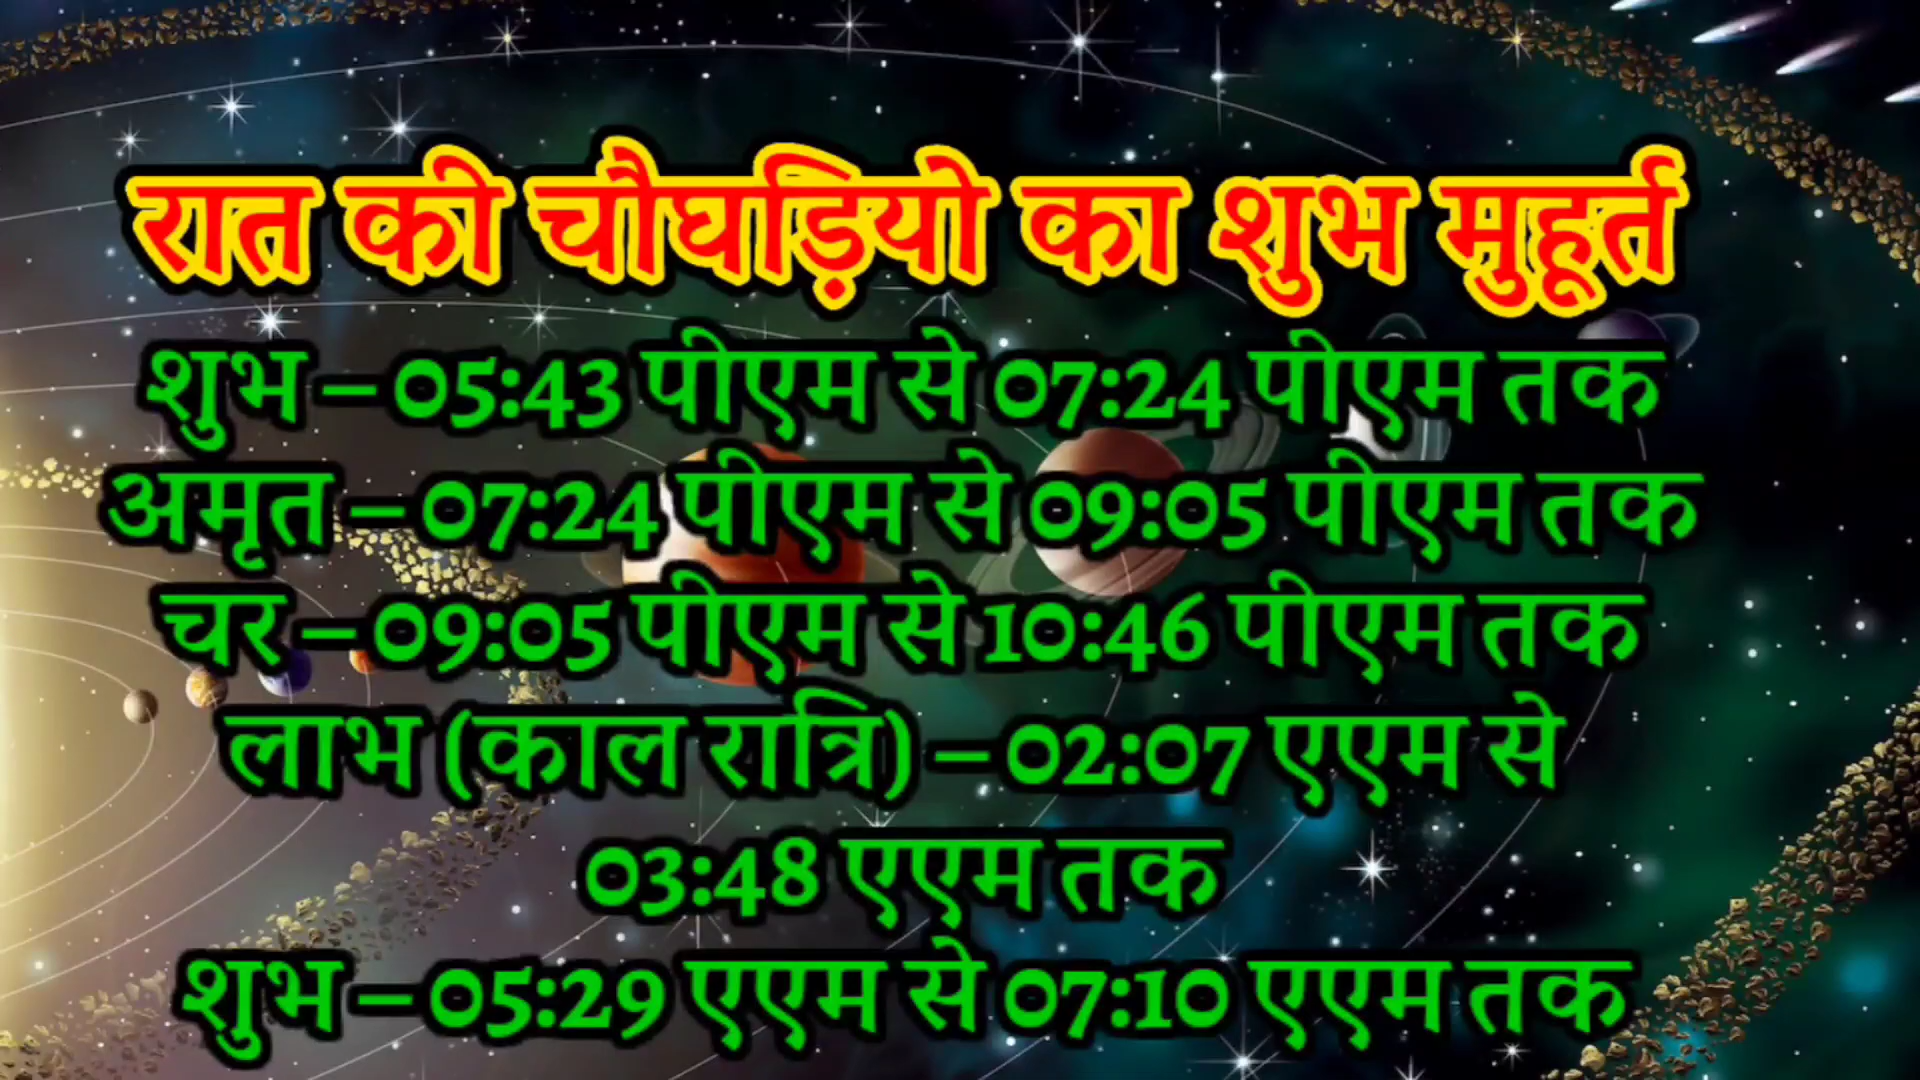 रात की चौघड़ियो का शुभ मुहूर्त
शुभ – 05:43 पीएम से 07:24 पीएम तक
अमृत – 07:24 पीएम से 09:05 पीएम तक
चर – 09:05 पीएम से 10:46 पीएम तक
लाभ (काल रात्रि) – 02:07 एएम से
03:48 एएम तक
शुभ – 05:29 एएम से 07:10 एएम तक